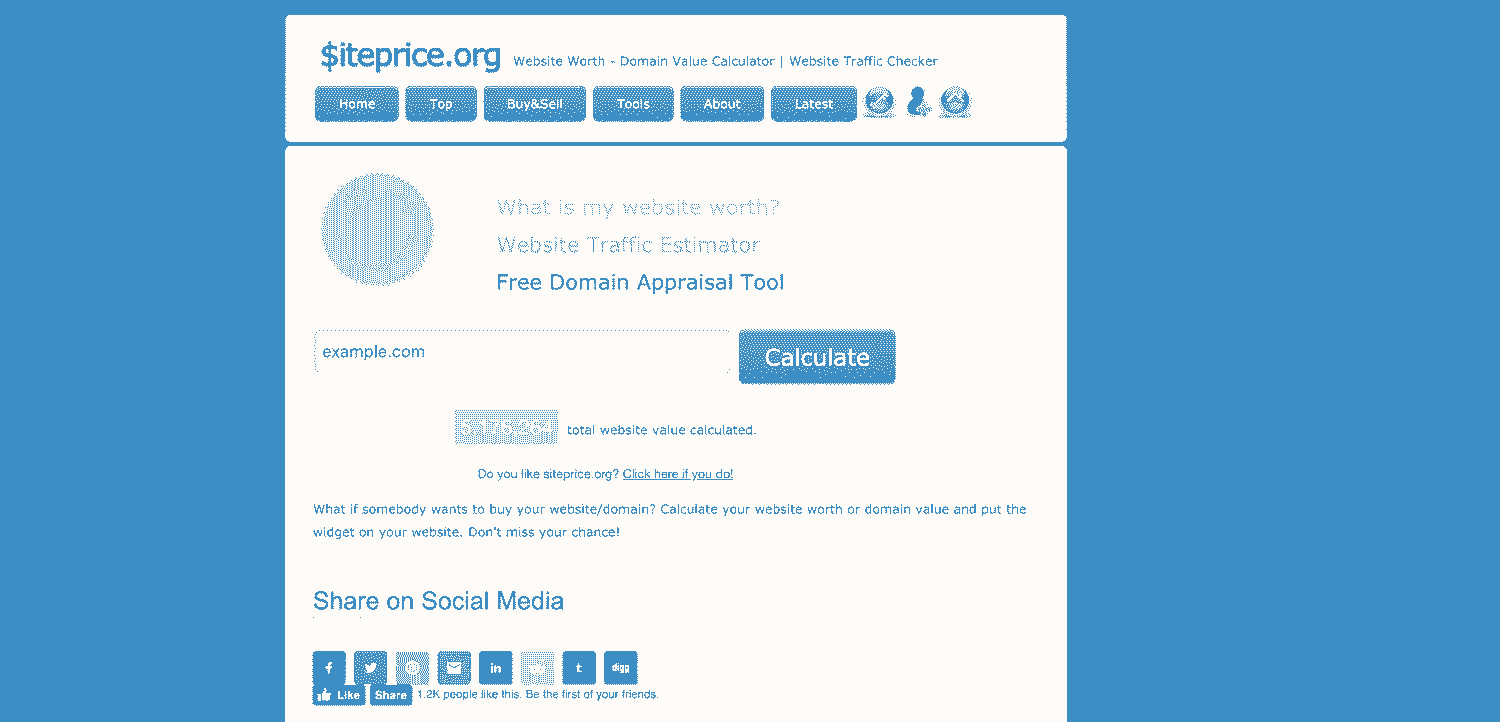 $iteprice.org Website Worth - Domain Value Calculator | Website Traffic Checker
Home Top Buy&Sell Tools About Latest
What is my website worth?
Website Traffic Estimator
Free Domain Appraisal Tool
example.com Calculate
total website value calculated.
Do you like siteprice.org? Click here if you do!
What if somebody wants to buy your website/domain? Calculate your website worth or domain value and put the
widget on your website. Don't miss your chance!
Share on Social Media
f in t digg
Like Share 1.2K people like this. Be the first of your friends.